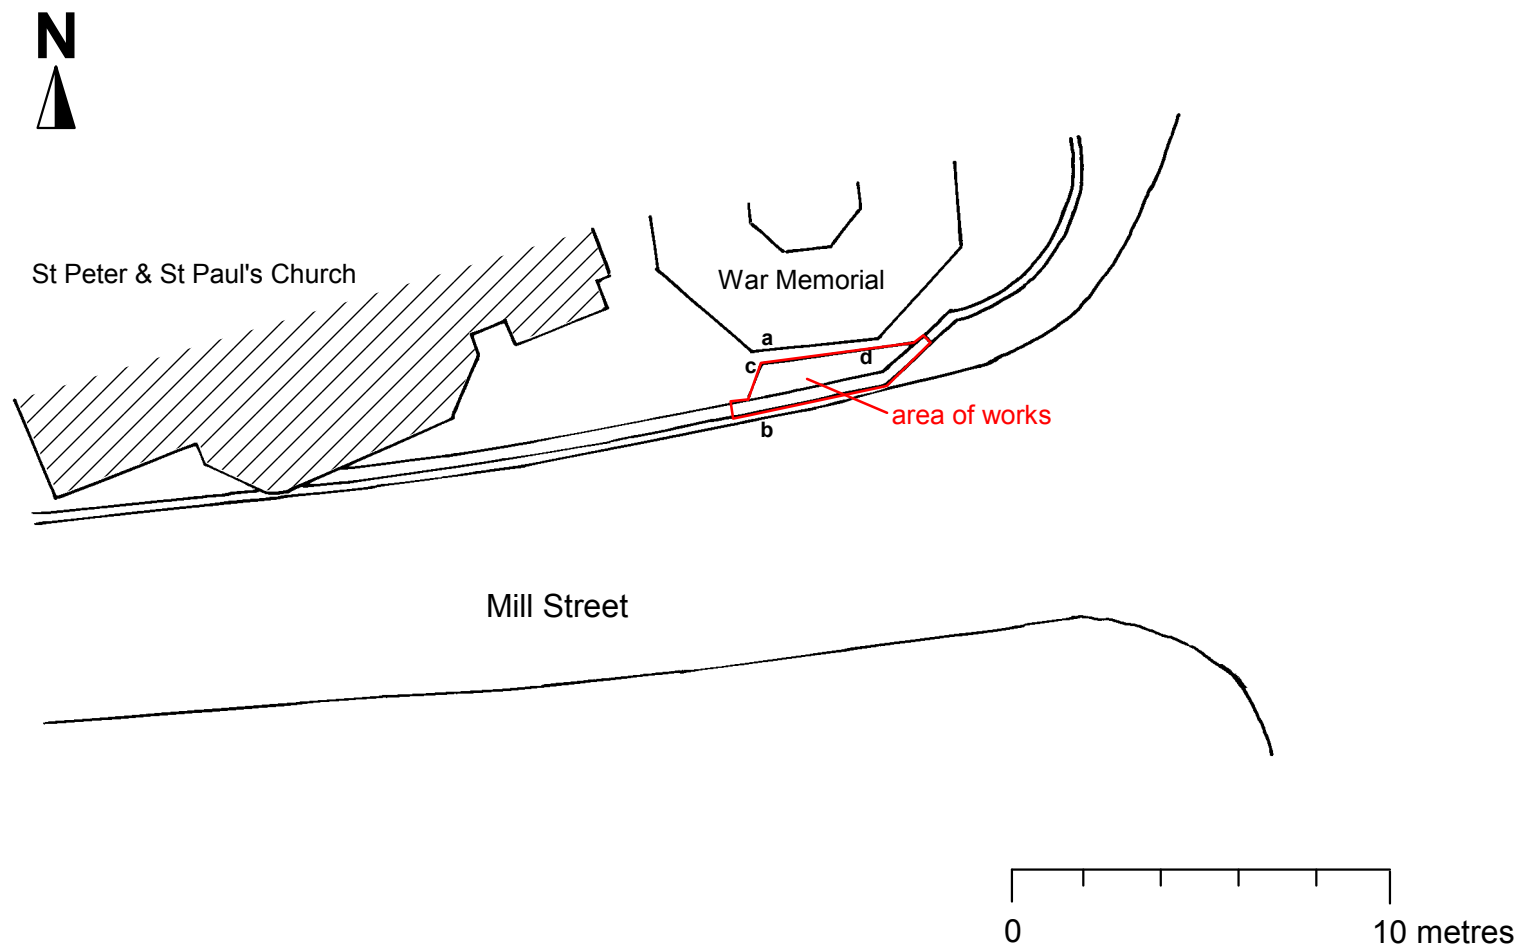 N
St Peter & St Paul's Church
War Memorial
a
d
c
area of works
b
Mill Street
0
10 metres